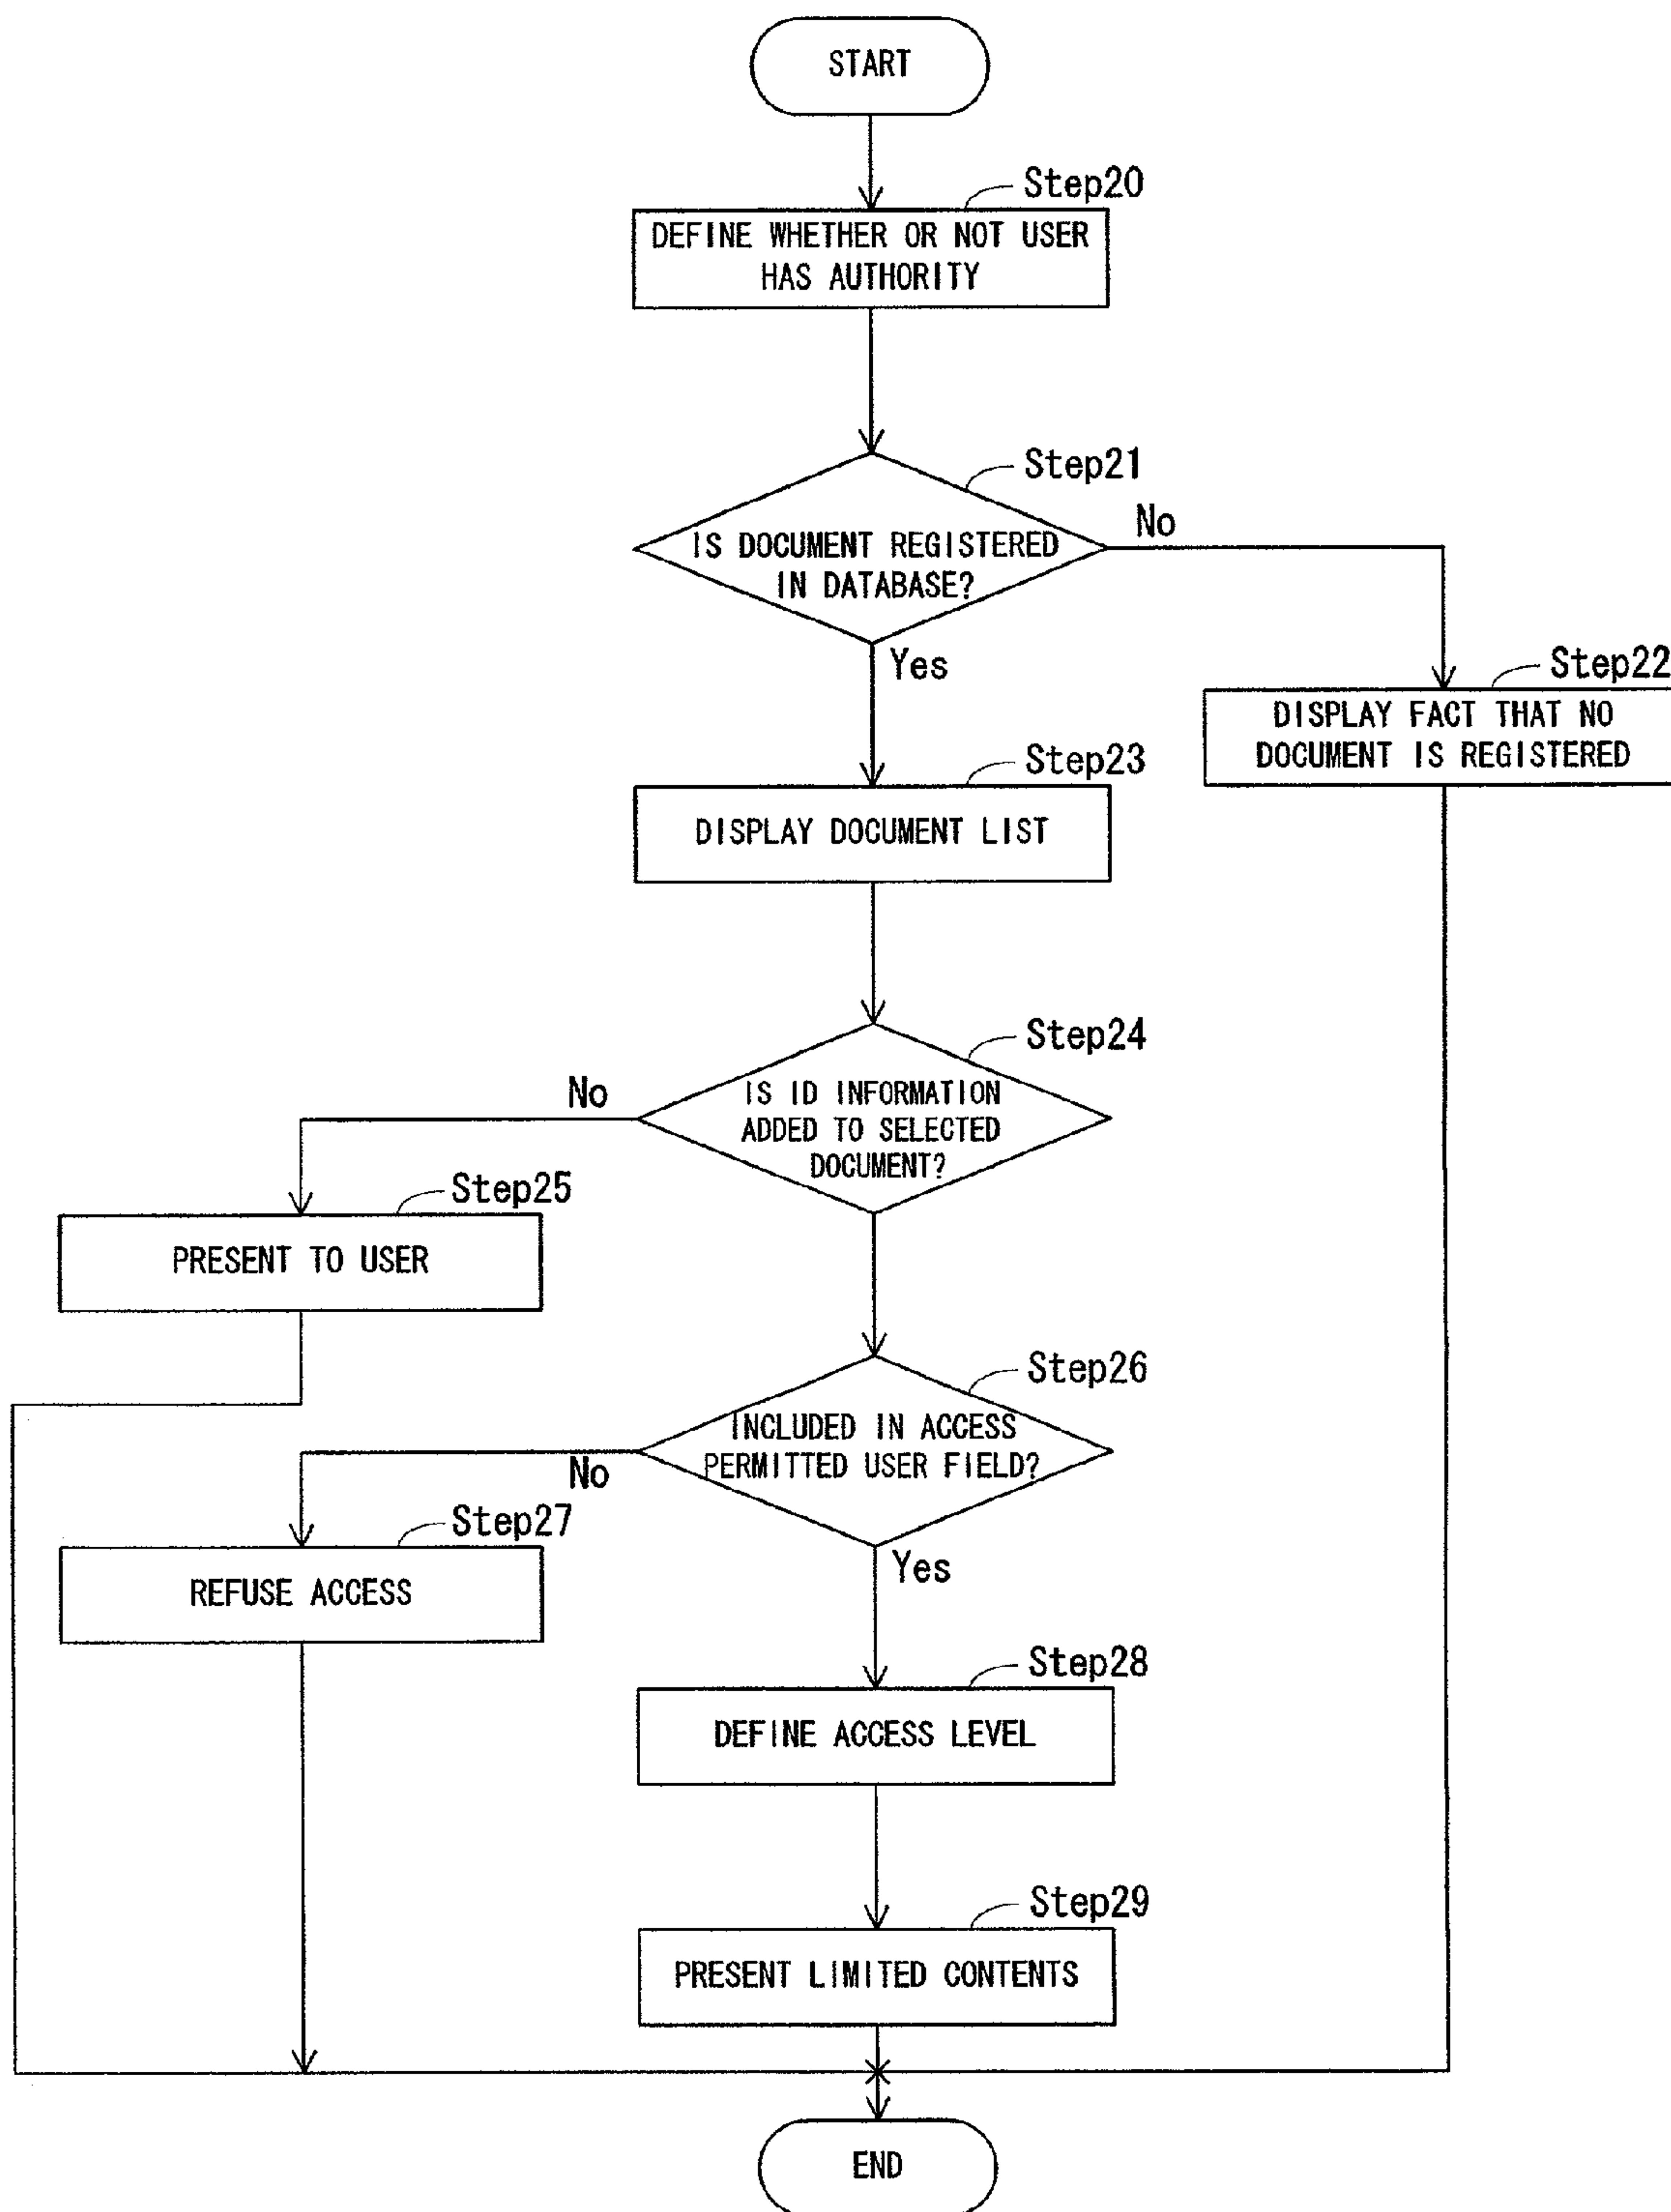 START
Step20
DEFINE WHETHER OR NOT USER
HAS AUTHORITY
Step21
IS DOCUMENT REGISTERED
IN DATABASE?
No
Yes
Step22
DISPLAY FACT THAT NO
DOCUMENT IS REGISTERED
Step23
DISPLAY DOCUMENT LIST
Step24
IS ID INFORMATION
ADDED TO SELECTED
DOCUMENT?
No
Step25
PRESENT TO USER
Step26
INCLUDED IN ACCESS
PERMITTED USER FIELD?
No
Yes
Step27
REFUSE ACCESS
Step28
DEFINE ACCESS LEVEL
Step29
PRESENT LIMITED CONTENTS
END